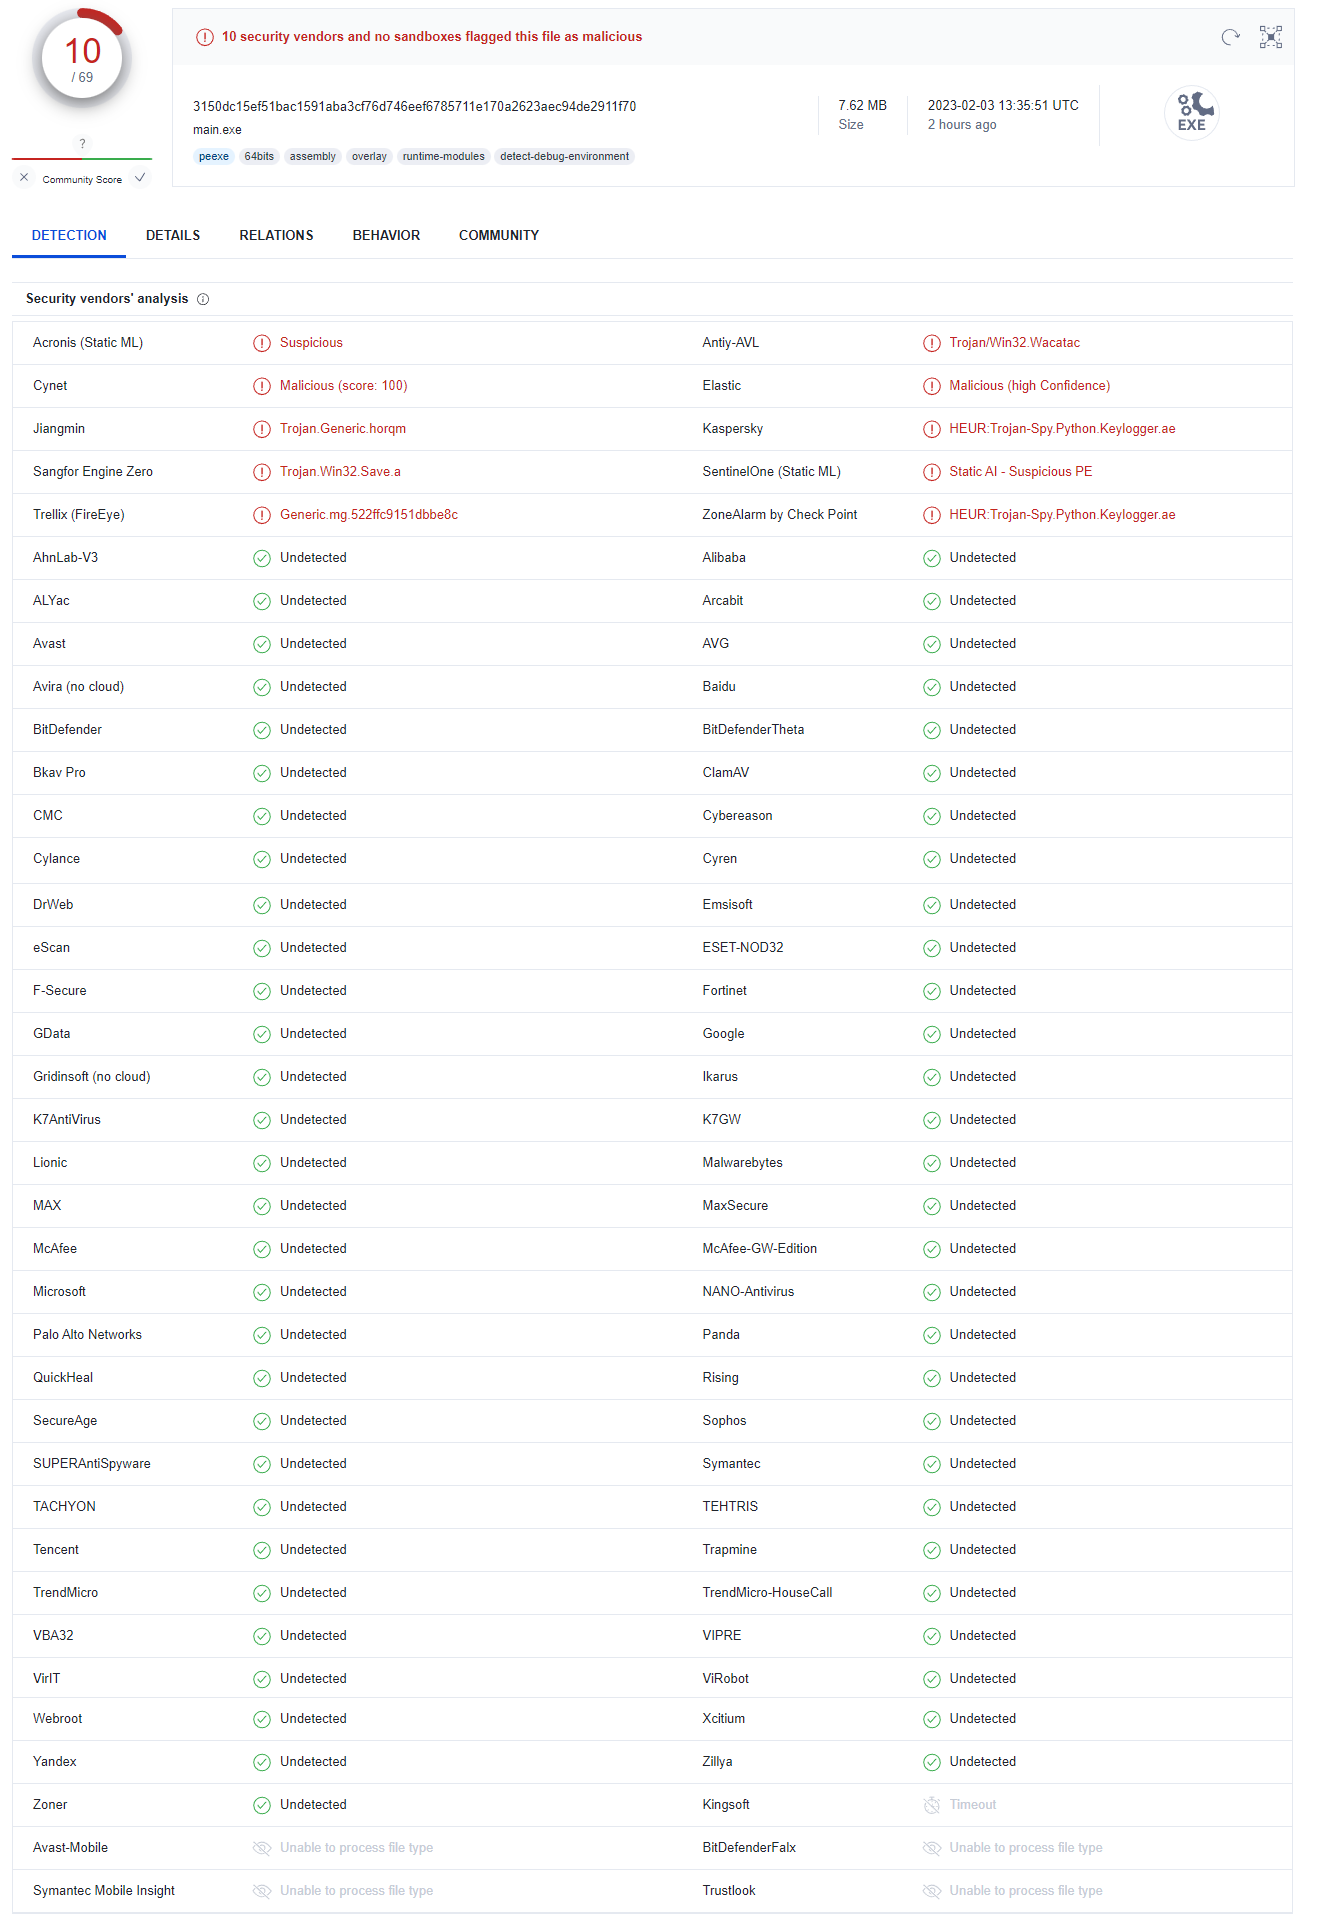 10
/ 69
?
Community Score
10 security vendors and no sandboxes flagged this file as malicious
3150dc15ef51bac1591aba3cf76d746eef6785711e170a2623aec94de2911f70
main.exe
peexe 64bits assembly overlay runtime-modules detect-debug-environment
7.62 MB
Size
2023-02-03 13:35:51 UTC
2 hours ago
EXE
DETECTION DETAILS RELATIONS BEHAVIOR COMMUNITY
Security vendors' analysis
Acronis (Static ML) Suspicious Antiy-AVL Trojan/Win32.Wacatac
Cynet Malicious (score: 100) Elastic Malicious (high Confidence)
Jiangmin Trojan.Generic.horqm Kaspersky HEUR:Trojan-Spy.Python.Keylogger.ae
Sangfor Engine Zero Trojan.Win32.Save.a SentinelOne (Static ML) Static AI - Suspicious PE
Trellix (FireEye) Generic.mg.522ffc9151dbbe8c ZoneAlarm by Check Point HEUR:Trojan-Spy.Python.Keylogger.ae
AhnLab-V3 Undetected Alibaba Undetected
ALYac Undetected Arcabit Undetected
Avast Undetected AVG Undetected
Avira (no cloud) Undetected Baidu Undetected
BitDefender Undetected BitDefenderTheta Undetected
Bkav Pro Undetected ClamAV Undetected
CMC Undetected Cybereason Undetected
Cylance Undetected Cyren Undetected
DrWeb Undetected Emsisoft Undetected
eScan Undetected ESET-NOD32 Undetected
F-Secure Undetected Fortinet Undetected
GData Undetected Google Undetected
Gridinsoft (no cloud) Undetected Ikarus Undetected
K7AntiVirus Undetected K7GW Undetected
Lionic Undetected Malwarebytes Undetected
MAX Undetected MaxSecure Undetected
McAfee Undetected McAfee-GW-Edition Undetected
Microsoft Undetected NANO-Antivirus Undetected
Palo Alto Networks Undetected Panda Undetected
QuickHeal Undetected Rising Undetected
SecureAge Undetected Sophos Undetected
SUPERAntiSpyware Undetected Symantec Undetected
TACHYON Undetected TEHTRIS Undetected
Tencent Undetected Trapmine Undetected
TrendMicro Undetected TrendMicro-HouseCall Undetected
VBA32 Undetected VIPRE Undetected
VirIT Undetected ViRobot Undetected
Webroot Undetected Xcitium Undetected
Yandex Undetected Zillya Undetected
Zoner Undetected Kingsoft Timeout
Avast-Mobile Unable to process file type BitDefenderFalx Unable to process file type
Symantec Mobile Insight Unable to process file type Trustlook Unable to process file type